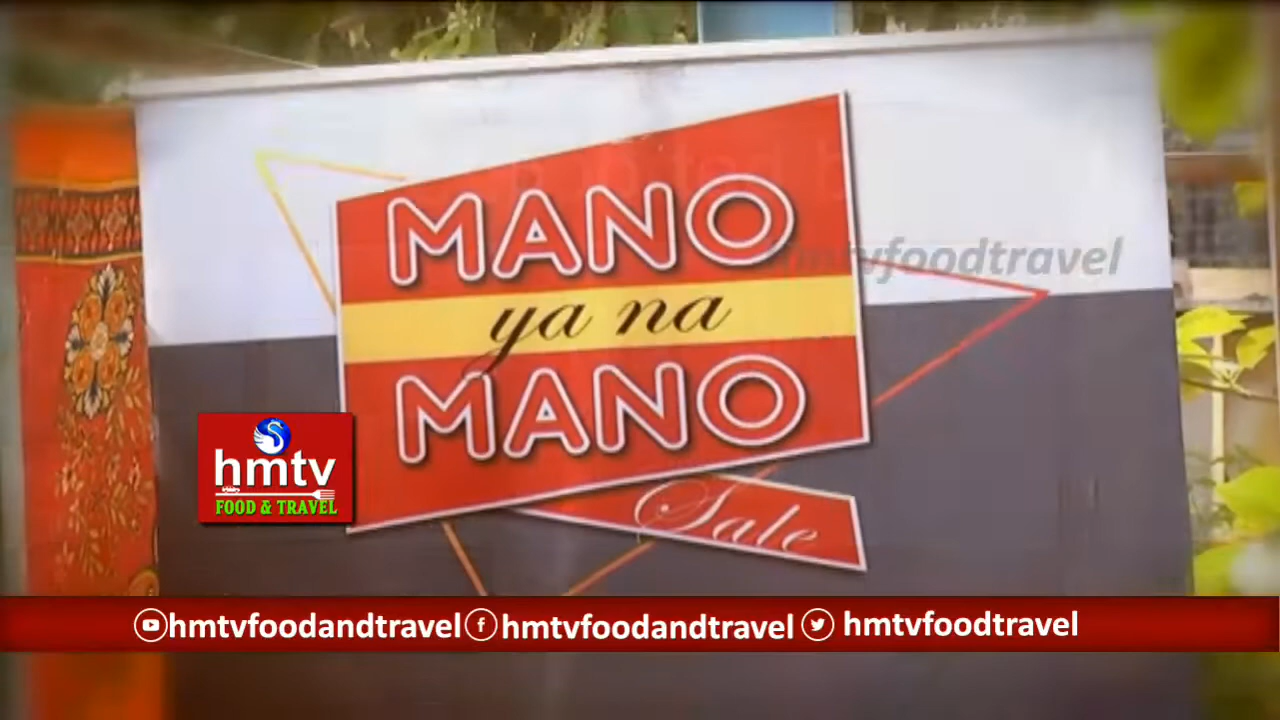 MANO
ya na
MANO
Sale
hmtvfoodtravel
hmtv
FOOD & TRAVEL
hmtvfoodandtravel hmtvfoodandtravel hmtvfoodtravel